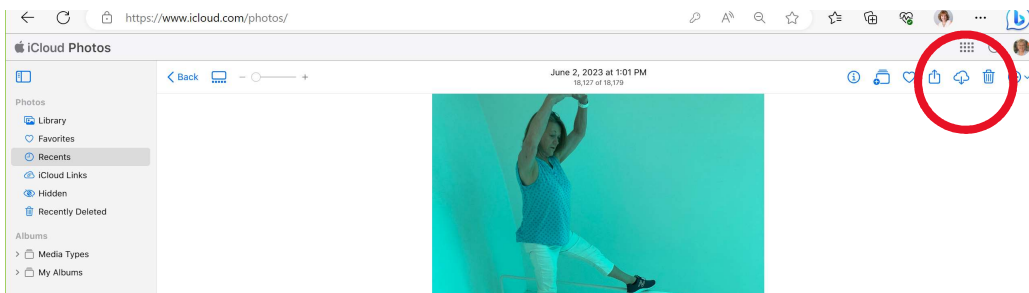 https://www.icloud.com/photos/
iCloud Photos
Back
June 2, 2023 at 1:01 PM
18,127 of 18,179
Photos
Library
Favorites
Recents
iCloud Links
Hidden
Recently Deleted
Albums
Media Types
My Albums